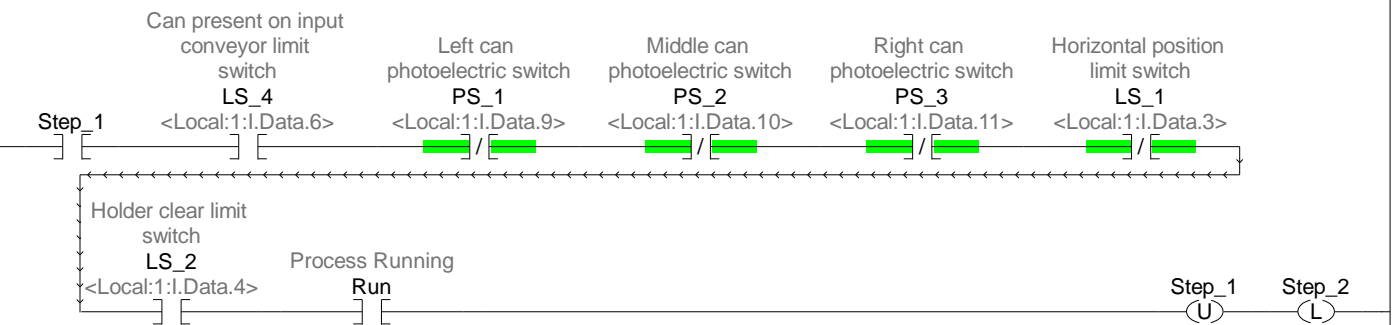 Can present on input
conveyor limit
switch
LS_4
<Local:1:I.Data.6>
Left can
photoelectric switch
PS_1
<Local:1:I.Data.9>
Middle can
photoelectric switch
PS_2
<Local:1:I.Data.10>
Right can
photoelectric switch
PS_3
<Local:1:I.Data.11>
Horizontal position
limit switch
LS_1
<Local:1:I.Data.3>
Step_1
/
/
/
/
Holder clear limit
switch
LS_2
<Local:1:I.Data.4>
Process Running
Run
Step_1
U
Step_2
L